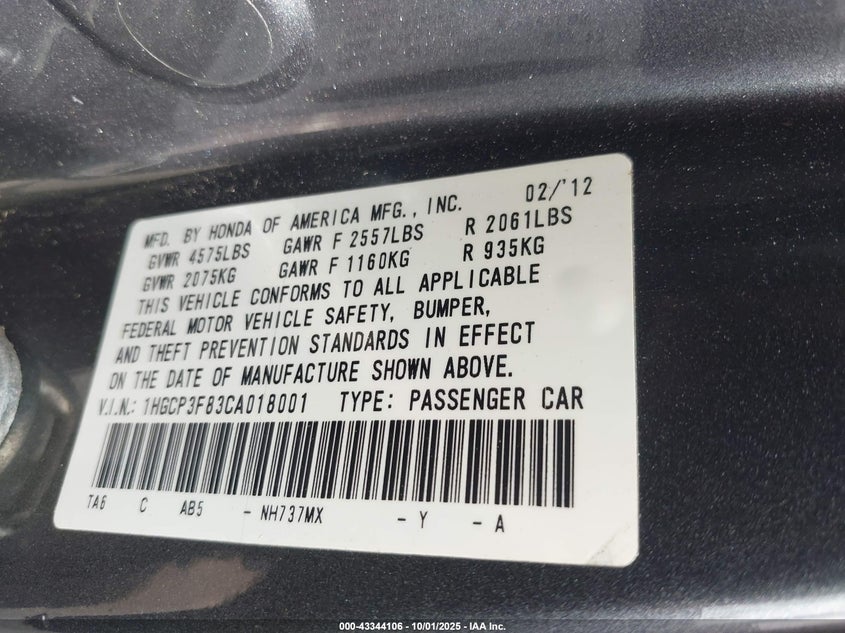 MFD. BY HONDA OF AMERICA MFG., INC. 02/'12
GVWR 4575LBS GAWR F 2557LBS R 2061LBS
GVWR 2075KG GAWR F 1160KG R 935KG
THIS VEHICLE CONFORMS TO ALL APPLICABLE
FEDERAL MOTOR VEHICLE SAFETY, BUMPER,
AND THEFT PREVENTION STANDARDS IN EFFECT
ON THE DATE OF MANUFACTURE SHOWN ABOVE.
V.I.N.: 1HGCP3F83CA018001 TYPE: PASSENGER CAR
TA6 C AB5 - NH737MX - Y - A
000-43344106 - 10/01/2025 - IAA Inc.